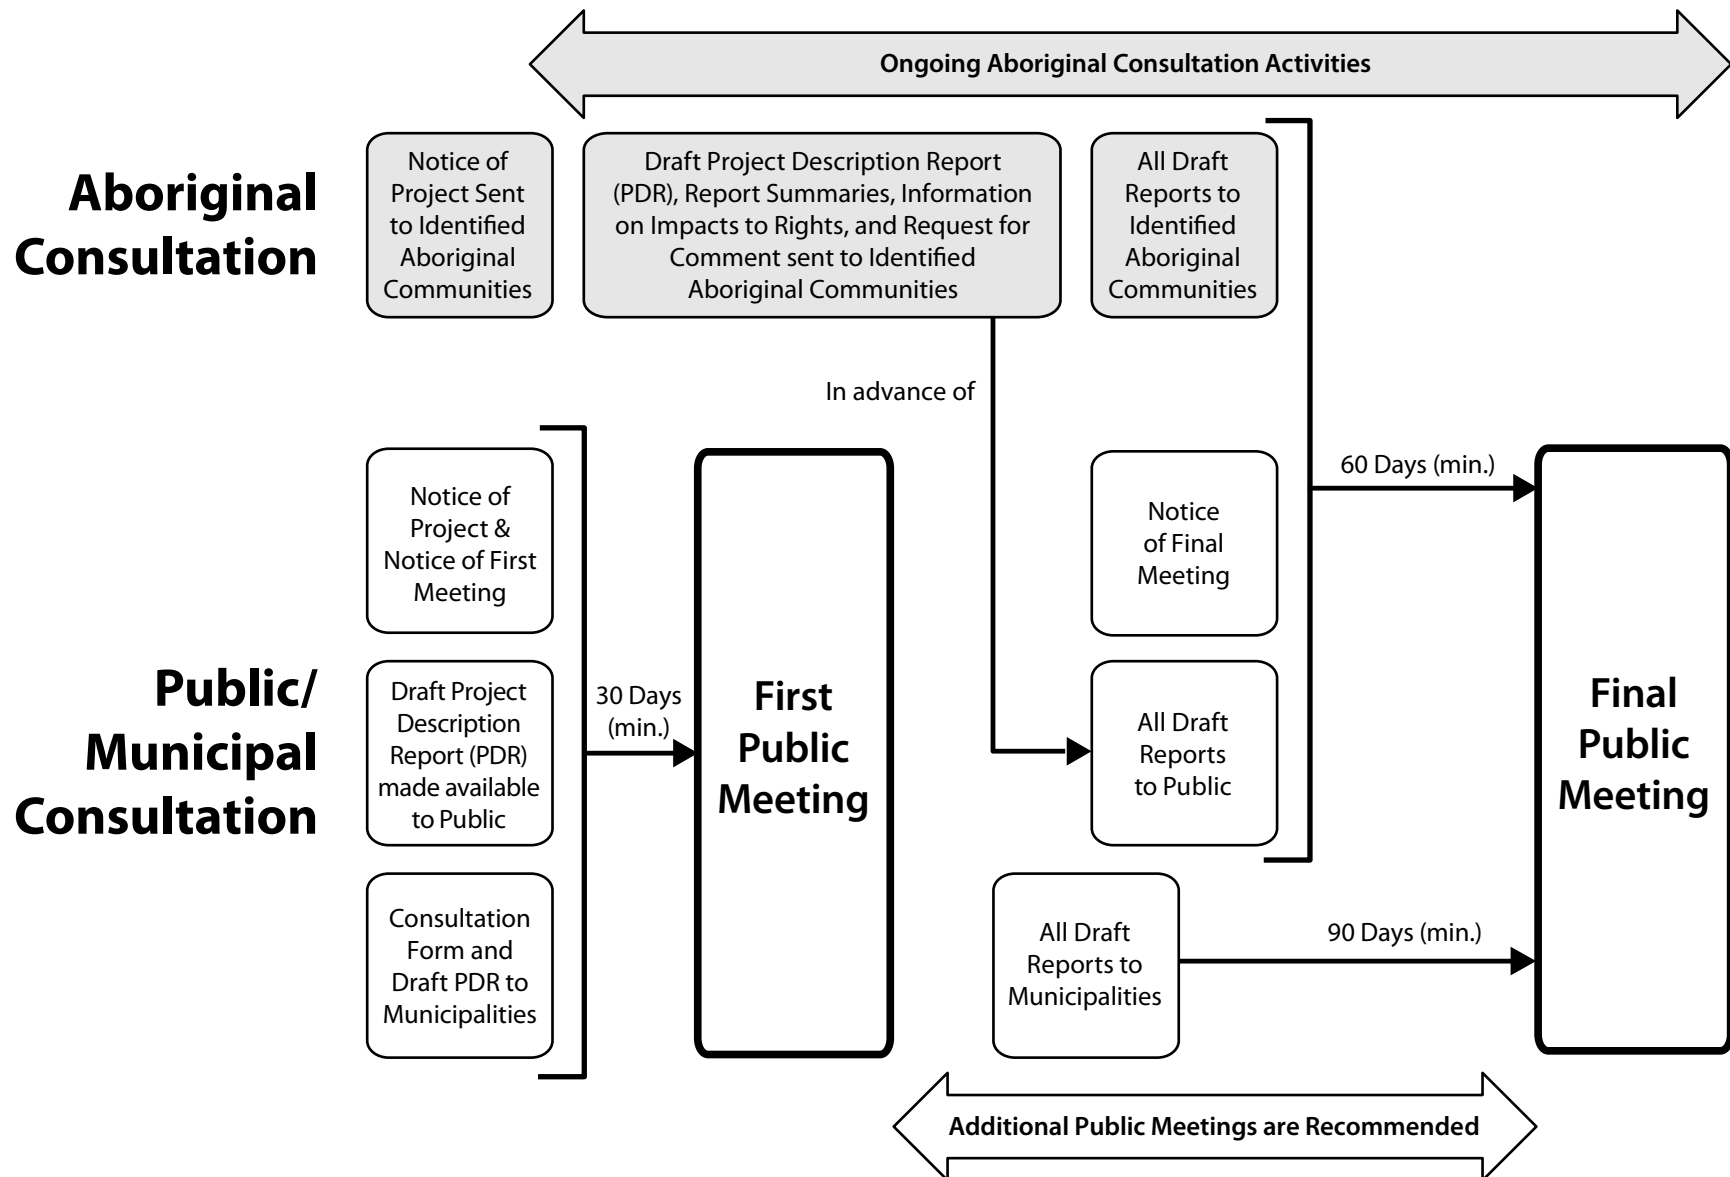 Ongoing Aboriginal Consultation Activities
Aboriginal
Consultation
Notice of
Project Sent
to Identified
Aboriginal
Communities
Draft Project Description Report
(PDR), Report Summaries, Information
on Impacts to Rights, and Request for
Comment sent to Identified
Aboriginal Communities
All Draft
Reports to
Identified
Aboriginal
Communities
In advance of
60 Days (min.)
Public/
Municipal
Consultation
Notice of
Project &
Notice of First
Meeting
Draft Project
Description
Report (PDR)
made available
to Public
Consultation
Form and
Draft PDR to
Municipalities
30 Days
(min.)
First
Public
Meeting
Notice
of Final
Meeting
All Draft
Reports
to Public
All Draft
Reports to
Municipalities
90 Days (min.)
Final
Public
Meeting
Additional Public Meetings are Recommended